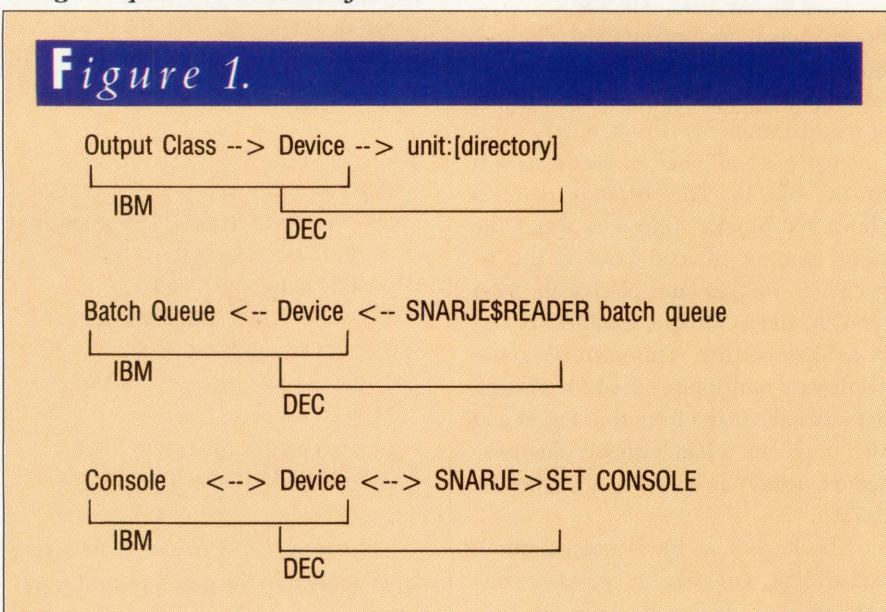 Figure 1.
Output Class --> Device --> unit:[directory]
IBM
DEC
Batch Queue <-- Device <-- SNARJE$READER batch queue
IBM
DEC
Console <--> Device <--> SNARJE>SET CONSOLE
IBM
DEC